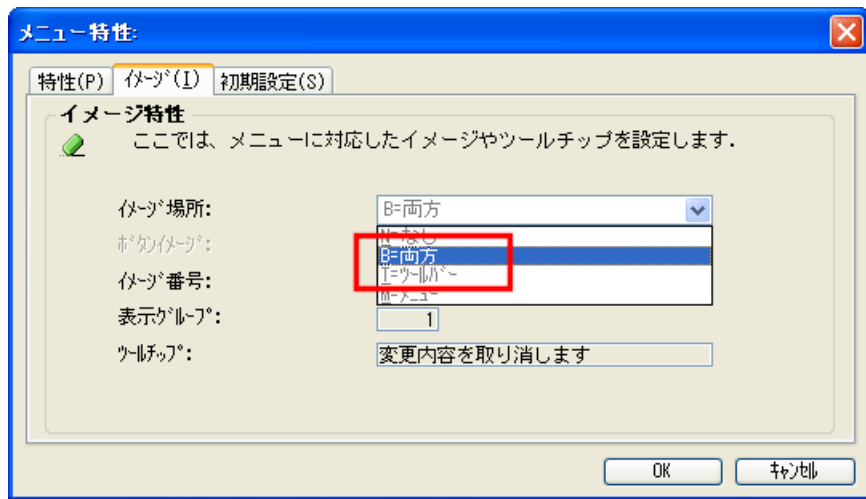 メニュー特性:
特性(P) ｲﾒｰｼﾞ(I) 初期設定(S)
イメージ特性
ここでは、メニューに対応したイメージやツールチップを設定します.
ｲﾒｰｼﾞ場所: B=両方
N=なし
ﾎﾞﾀﾝｲﾒｰｼﾞ:
B=両方
T=ﾂｰﾙﾊﾞｰ
ｲﾒｰｼﾞ番号:
M=ﾒﾆｭｰ
表示ｸﾞﾙｰﾌﾟ: 1
ﾂｰﾙﾁｯﾌﾟ: 変更内容を取り消します
OK ｷｬﾝｾﾙ